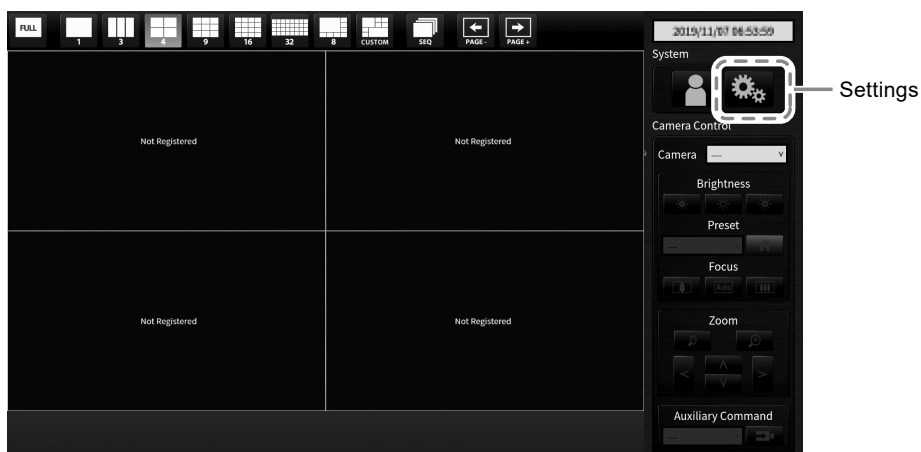 FULL
1
3
4
9
16
32
8
CUSTOM
SEQ
PAGE-
PAGE+
2019/11/07 06:53:59
System
Settings
Camera Control
Camera ---- v
Brightness
Preset
Focus
Auto
Zoom
Auxiliary Command
Not Registered
Not Registered
Not Registered
Not Registered